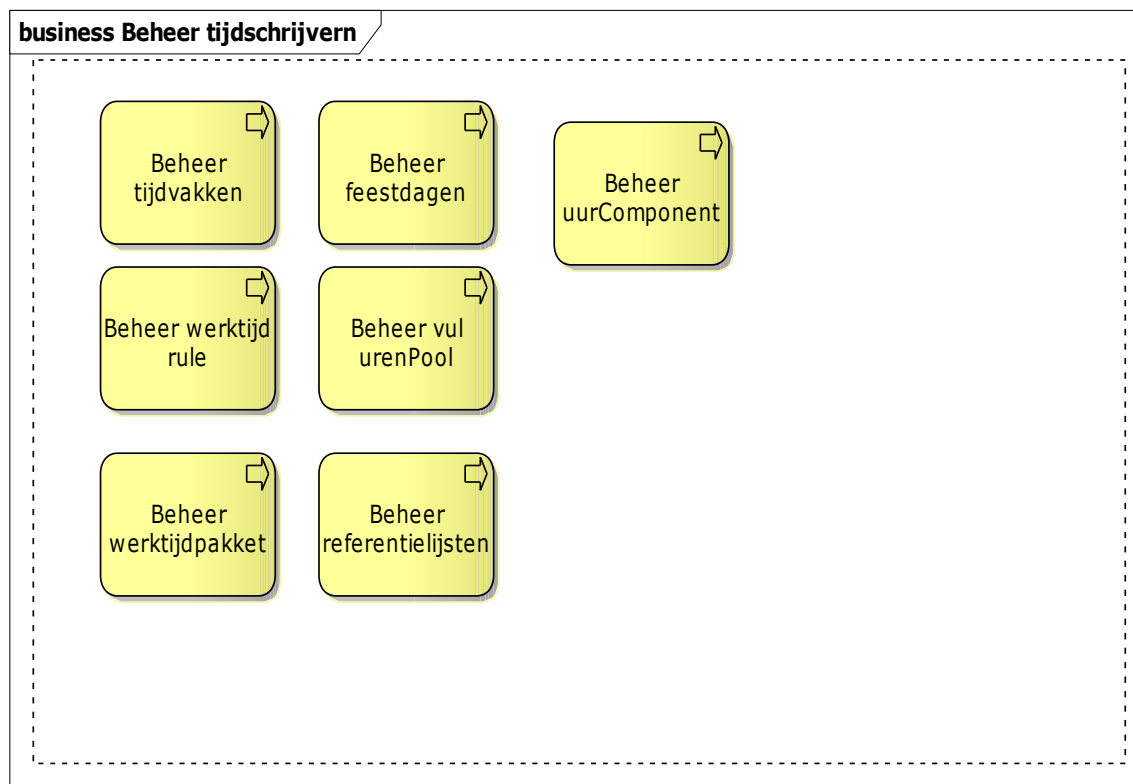 business Beheer tijdschrijvern
Beheer
tijdvakken
Beheer
feestdagen
Beheer
uurComponent
Beheer werktijd
rule
Beheer vul
urenPool
Beheer
werktijdpakket
Beheer
referentielijsten